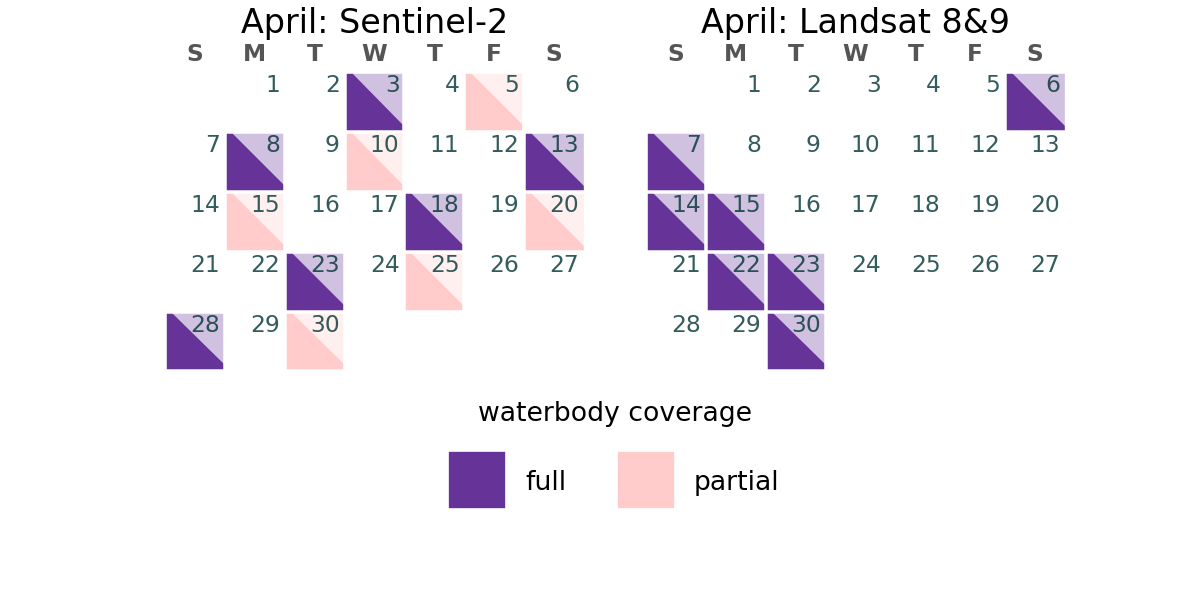 April: Sentinel-2
S M T W T F S
1 2 3 4 5 6
7 8 9 10 11 12 13
14 15 16 17 18 19 20
21 22 23 24 25 26 27
28 29 30
April: Landsat 8&9
S M T W T F S
1 2 3 4 5 6
7 8 9 10 11 12 13
14 15 16 17 18 19 20
21 22 23 24 25 26 27
28 29 30
waterbody coverage
full
partial